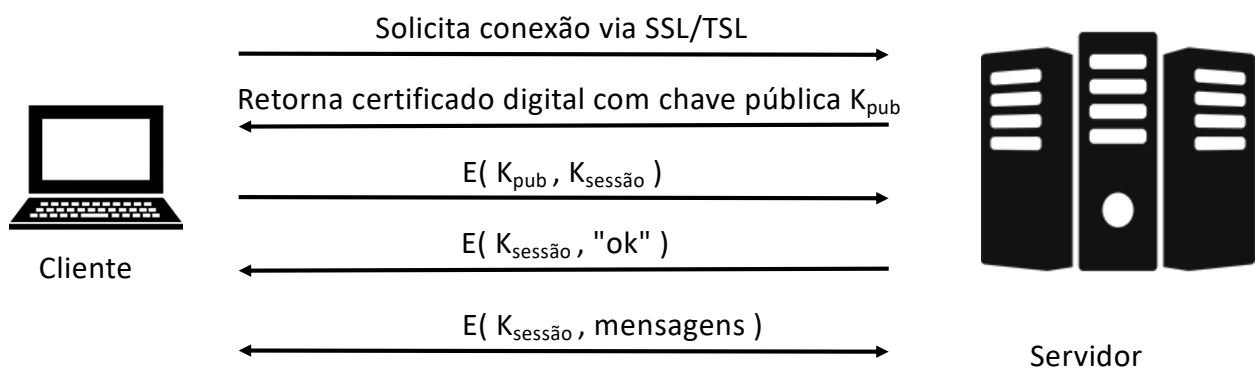 Solicita conexão via SSL/TSL
Retorna certificado digital com chave pública Kpub
E( Kpub , Ksessão )
E( Ksessão , "ok" )
Cliente
E( Ksessão , mensagens )
Servidor